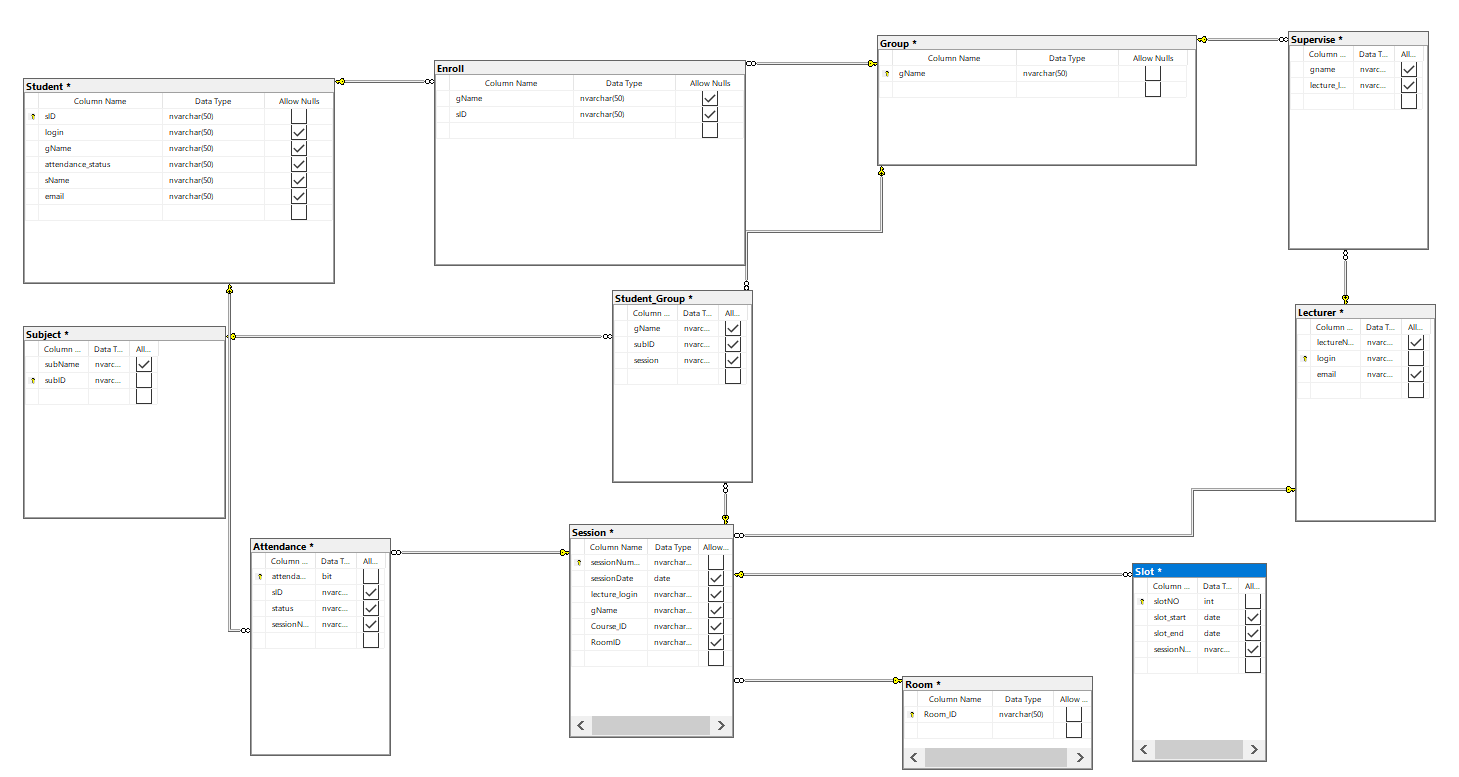 Student *
Column Name Data Type Allow Nulls
sID nvarchar(50)
login nvarchar(50)
gName nvarchar(50)
attendance_status nvarchar(50)
sName nvarchar(50)
email nvarchar(50)
Enroll
Column Name Data Type Allow Nulls
gName nvarchar(50)
sID nvarchar(50)
Group *
Column Name Data Type Allow Nulls
gName nvarchar(50)
Supervise *
Column ... Data T... All...
gname nvarc...
lecture_l... nvarc...
Student_Group *
Column ... Data T... All...
gName nvarc...
subID nvarc...
session nvarc...
Subject *
Column ... Data T... All...
subName nvarc...
subID nvarc...
Lecturer *
Column ... Data T... All...
lectureN... nvarc...
login nvarc...
email nvarc...
Attendance *
Column ... Data T... All...
attenda... bit
sID nvarc...
status nvarc...
sessionN... nvarc...
Session *
Column Name Data Type Allow...
sessionNum... nvarchar...
sessionDate date
lecture_login nvarchar...
gName nvarchar...
Course_ID nvarchar...
RoomID nvarchar...
Slot *
Column ... Data T... All...
slotNO int
slot_start date
slot_end date
sessionN... nvarc...
Room *
Column Name Data Type Allow ...
Room_ID nvarchar(50)